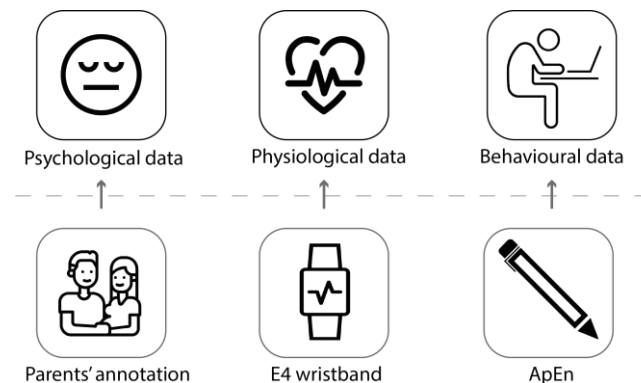 Psychological data
Physiological data
Behavioural data
Parents’ annotation
E4 wristband
ApEn